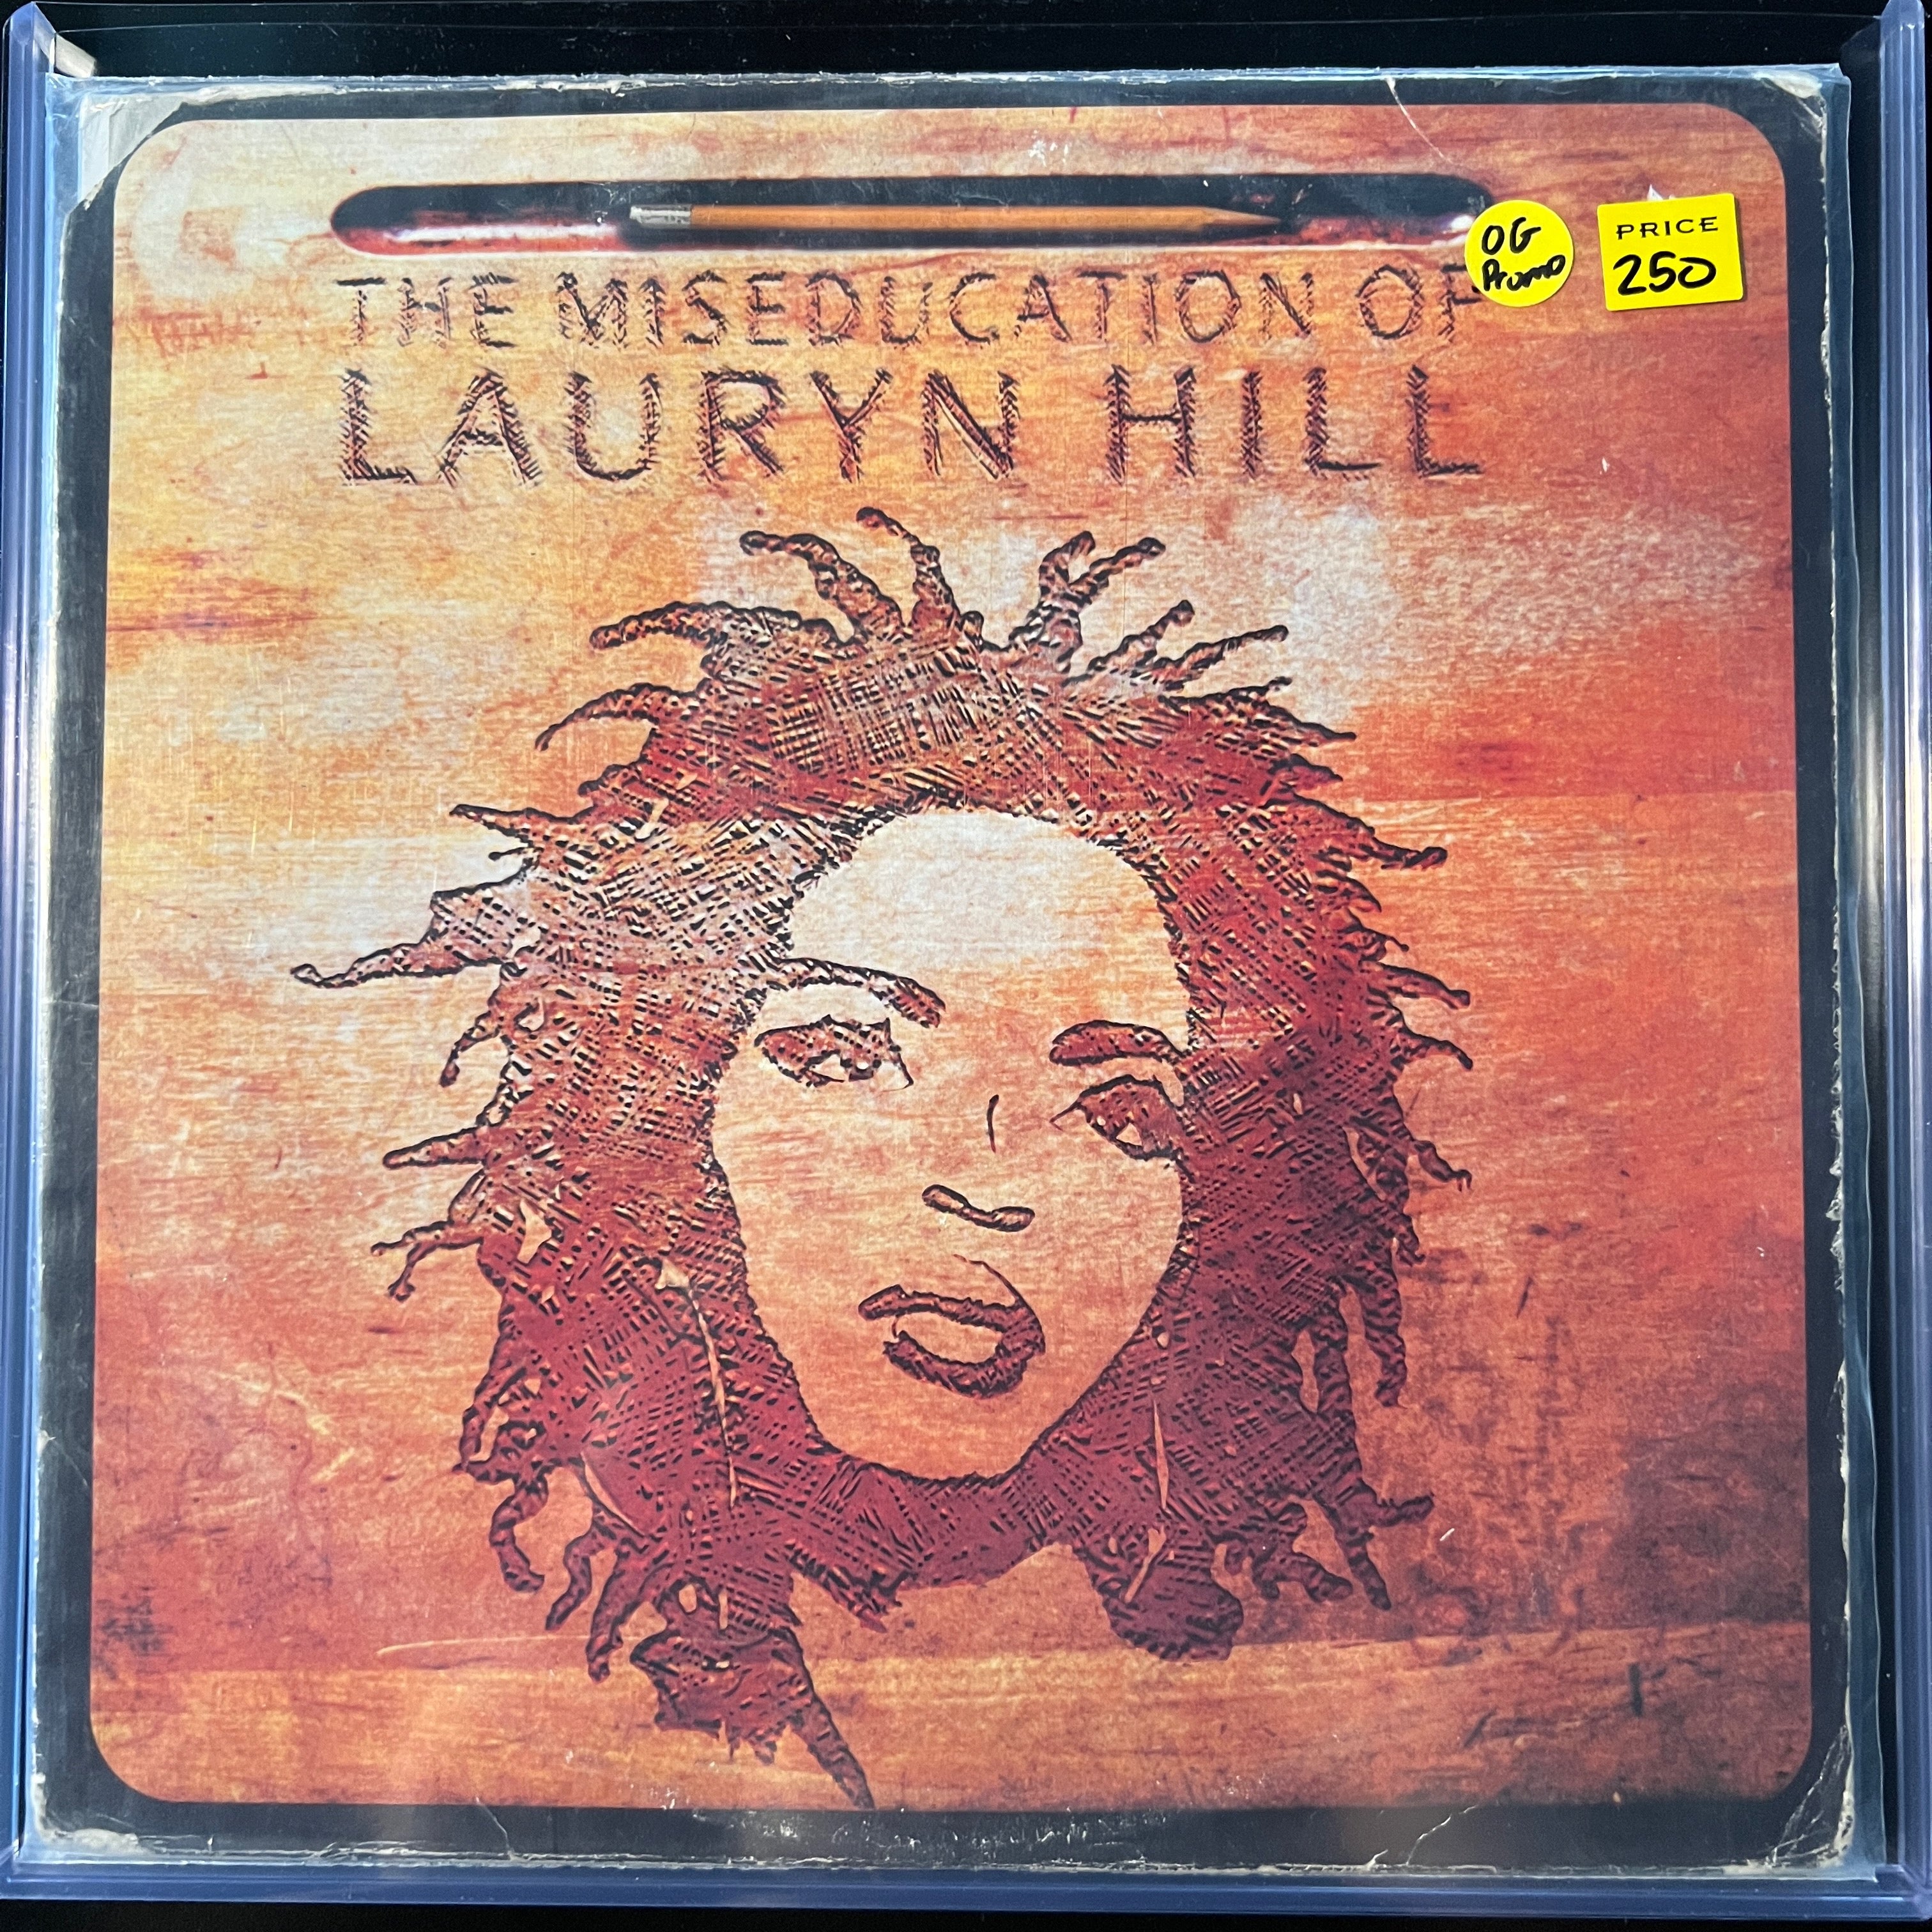 THE MISEDUCATION OF
LAURYN HILL
OG
Promo
PRICE
250